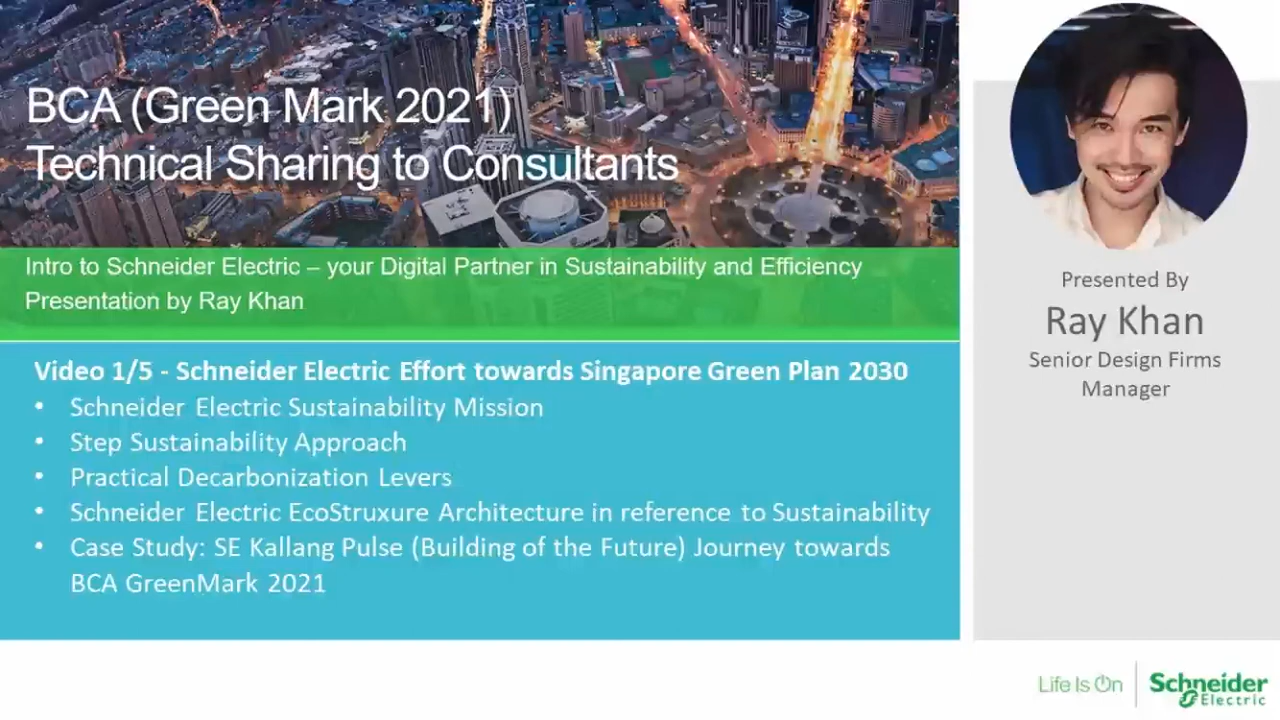 BCA (Green Mark 2021)
Technical Sharing to Consultants
Intro to Schneider Electric – your Digital Partner in Sustainability and Efficiency
Presentation by Ray Khan
Video 1/5 - Schneider Electric Effort towards Singapore Green Plan 2030
• Schneider Electric Sustainability Mission
• Step Sustainability Approach
• Practical Decarbonization Levers
• Schneider Electric EcoStruxure Architecture in reference to Sustainability
• Case Study: SE Kallang Pulse (Building of the Future) Journey towards
BCA GreenMark 2021
Presented By
Ray Khan
Senior Design Firms
Manager
Life Is On
Schneider
Electric